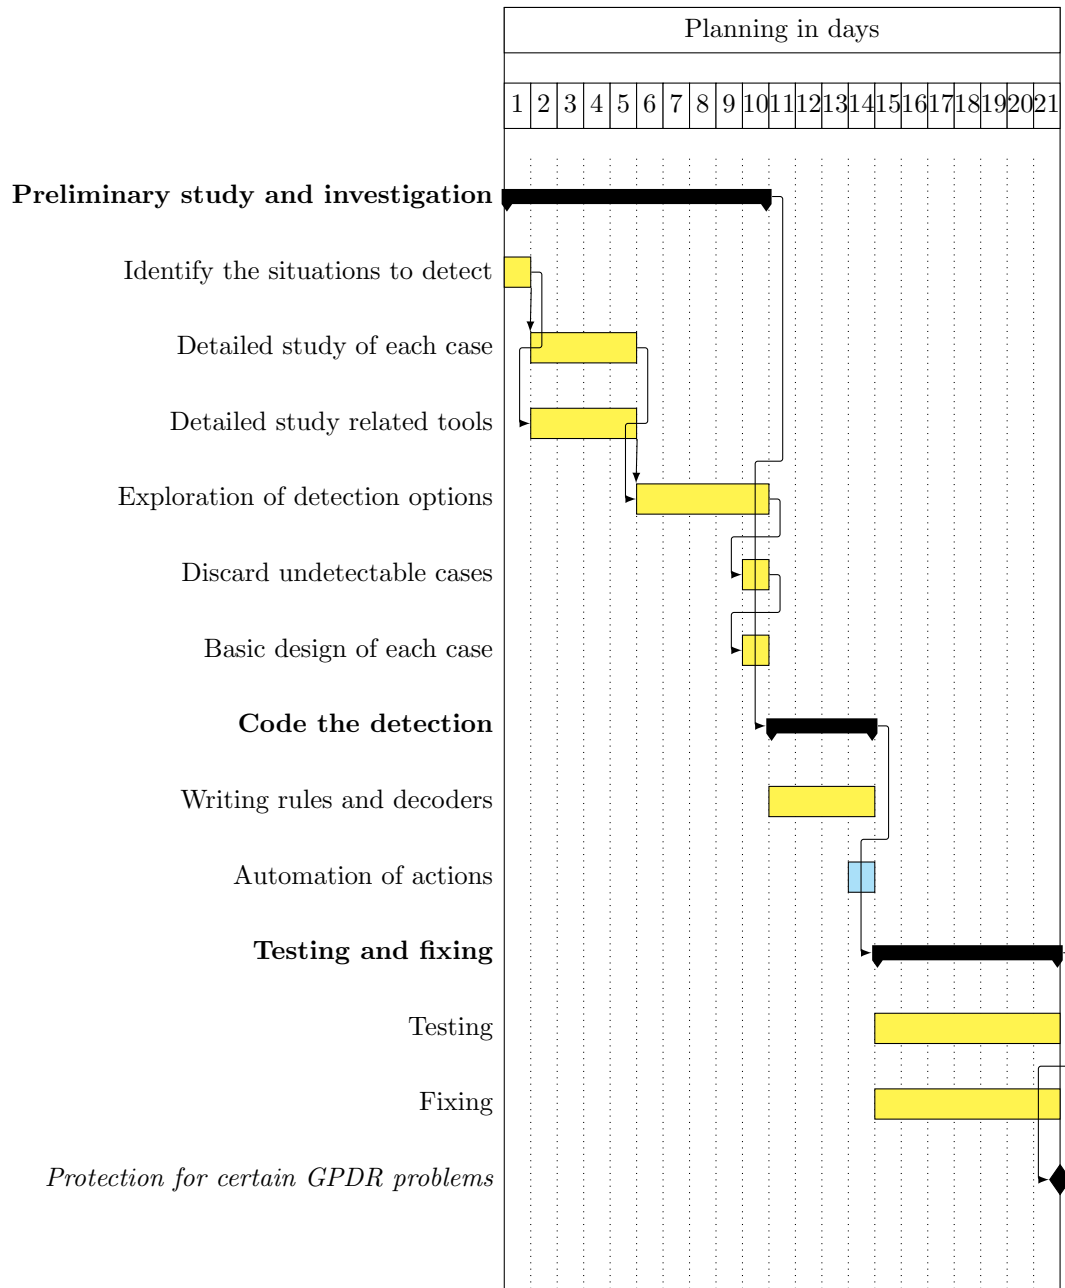 Planning in days
1 2 3 4 5 6 7 8 9 10 11 12 13 14 15 16 17 18 19 20 21
Preliminary study and investigation
Identify the situations to detect
Detailed study of each case
Detailed study related tools
Exploration of detection options
Discard undetectable cases
Basic design of each case
Code the detection
Writing rules and decoders
Automation of actions
Testing and fixing
Testing
Fixing
Protection for certain GPDR problems